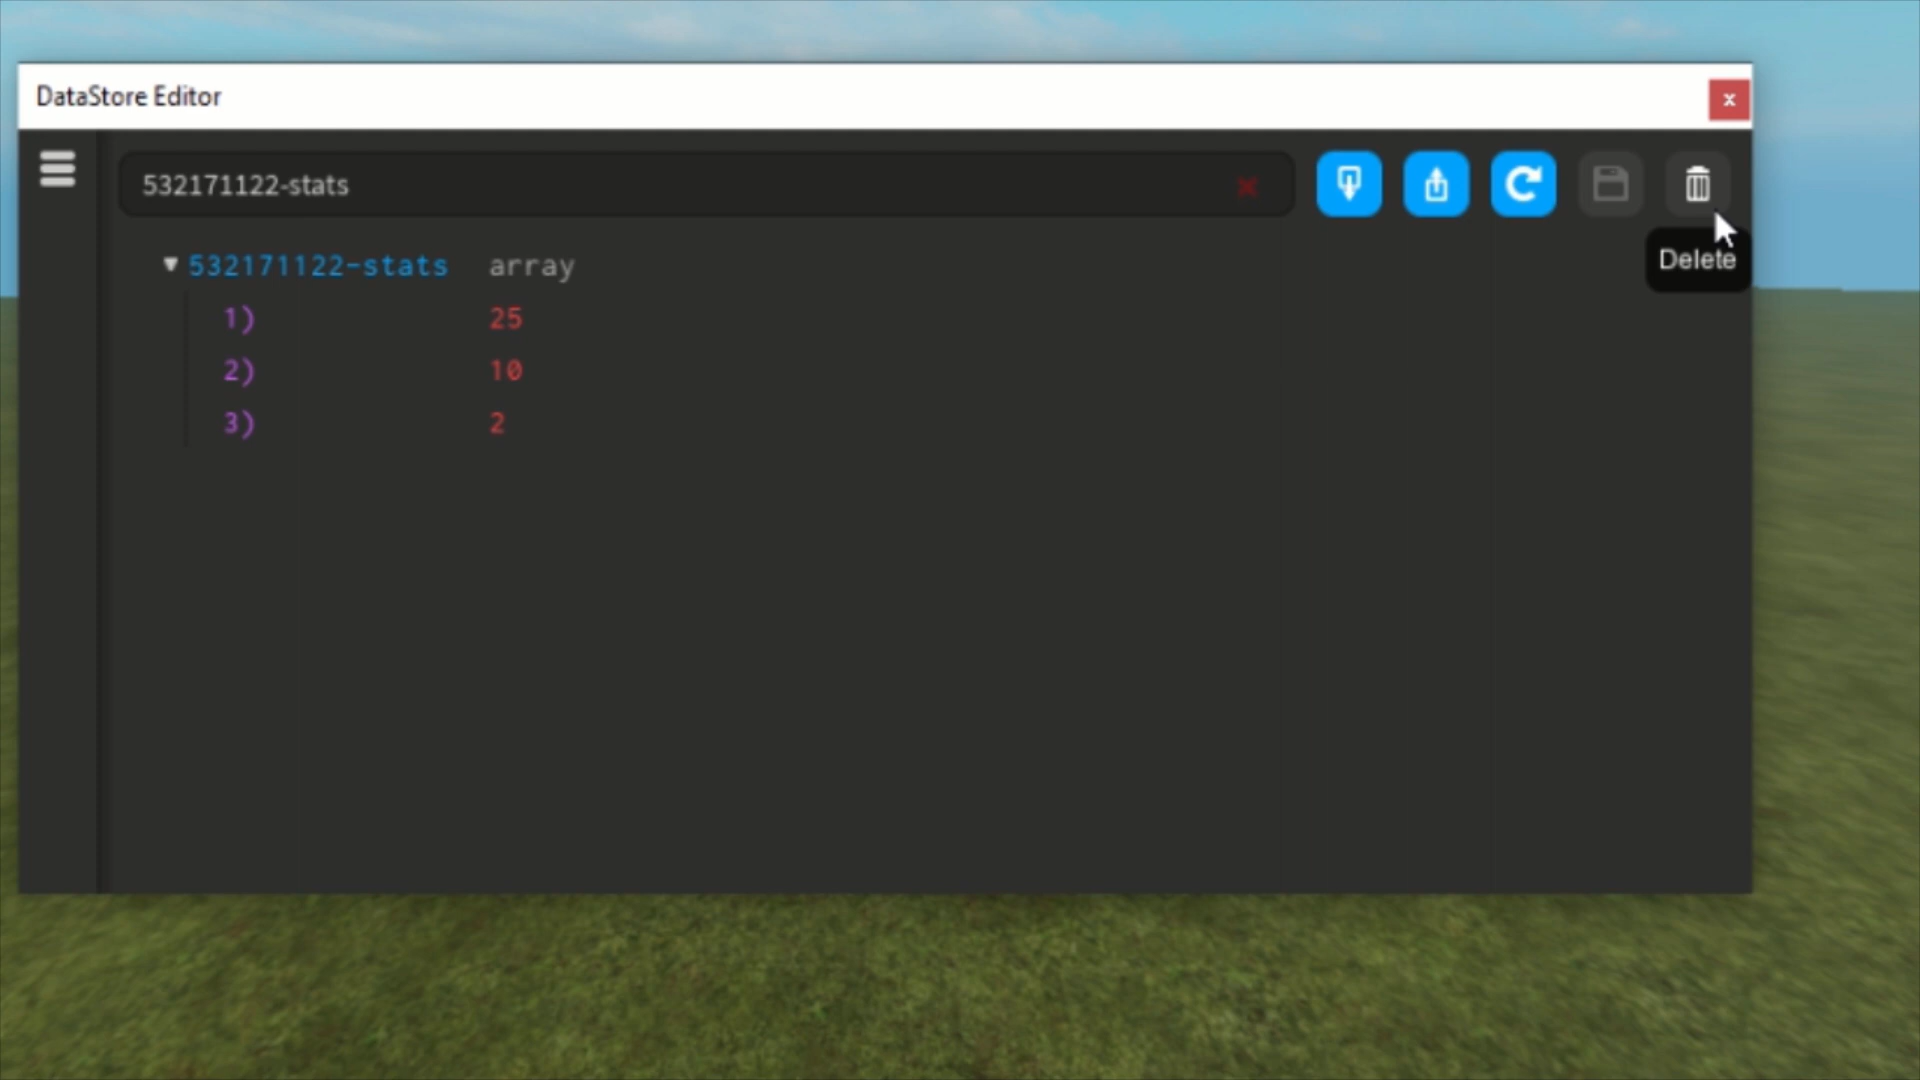 DataStore Editor
x
532171122-stats
Delete
532171122-stats array
1) 25
2) 10
3) 2